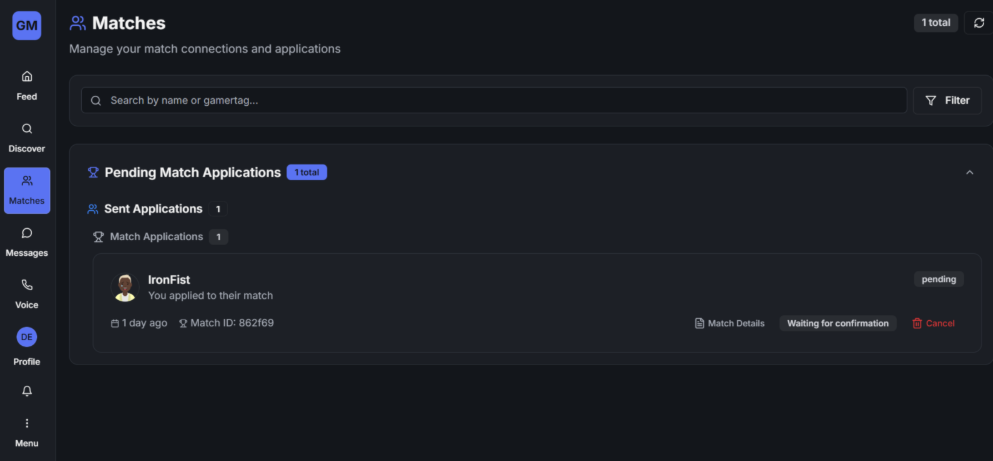 GM
Feed
Discover
Matches
Messages
Voice
DE
Profile
Menu
Matches
1 total
Manage your match connections and applications
Search by name or gamertag...
Filter
Pending Match Applications 1 total
Sent Applications 1
Match Applications 1
IronFist
pending
You applied to their match
1 day ago Match ID: 862f69
Match Details Waiting for confirmation Cancel